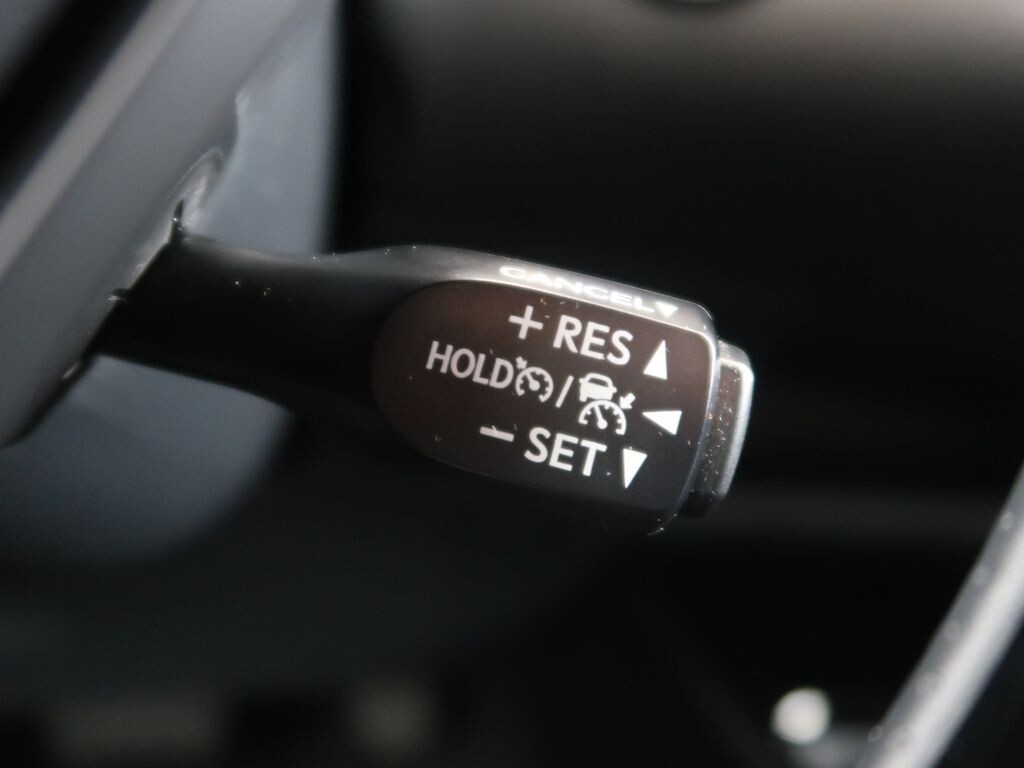 CANCEL▼
+ RES ▲
HOLD / ◀
− SET ▼